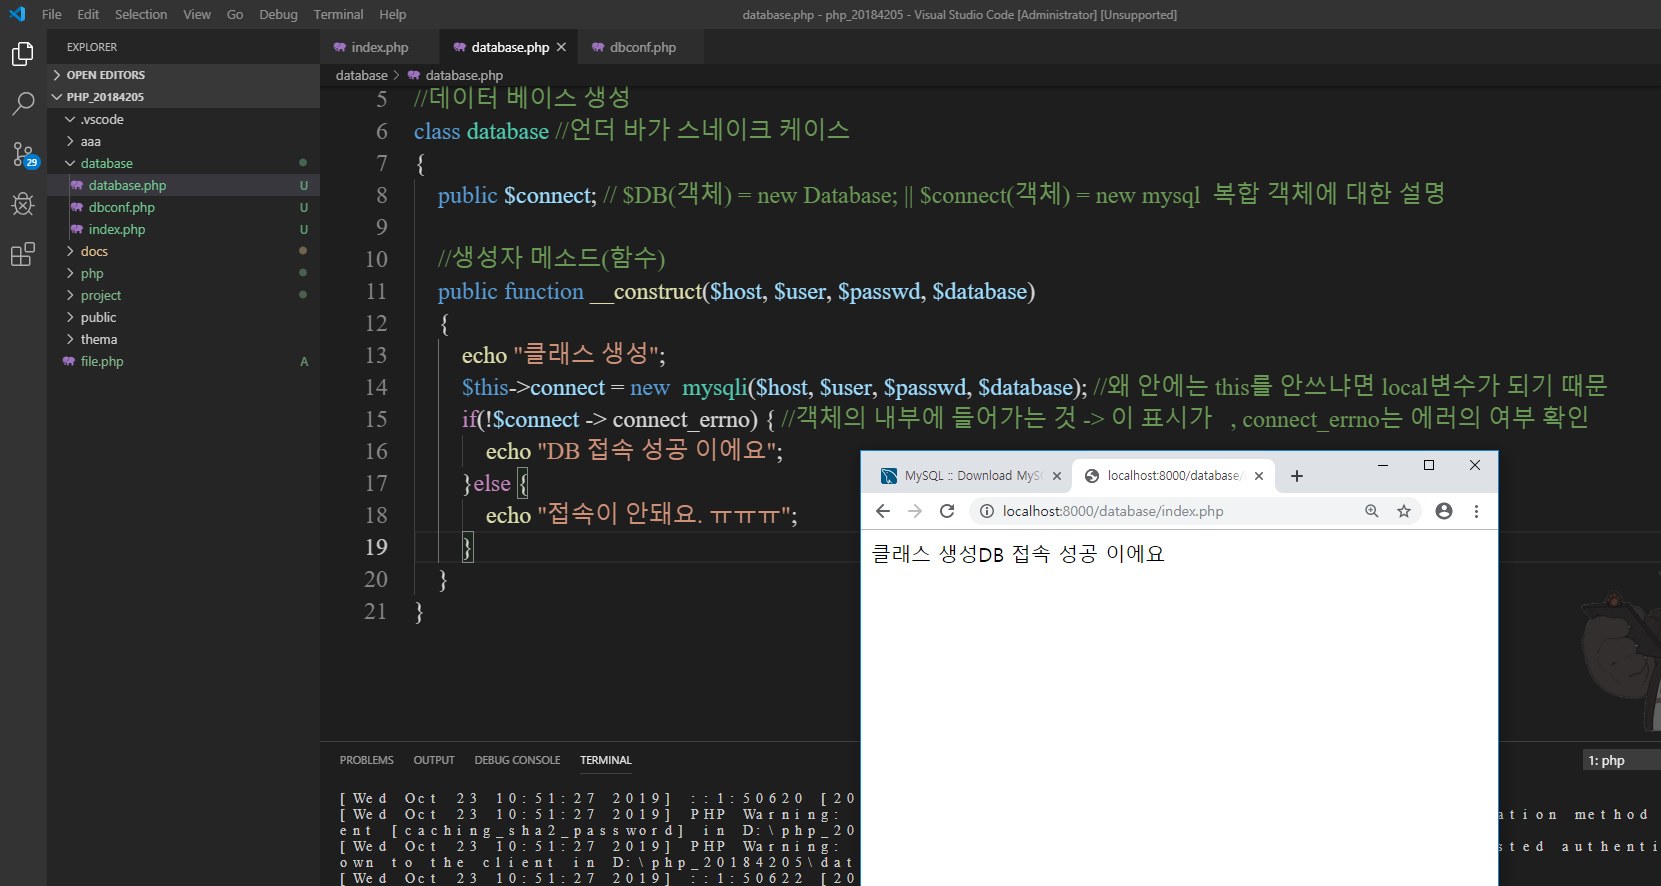 File Edit Selection View Go Debug Terminal Help
database.php - php_20184205 - Visual Studio Code [Administrator] [Unsupported]
EXPLORER
OPEN EDITORS
PHP_20184205
.vscode
aaa
database
database.php U
dbconf.php U
index.php U
docs
php
project
public
thema
file.php A
29
index.php
database.php
dbconf.php
database > database.php
5 //데이터 베이스 생성
6 class database //언더 바가 스네이크 케이스
7 {
8 public $connect; // $DB(객체) = new Database; || $connect(객체) = new mysql 복합 객체에 대한 설명
9
10 //생성자 메소드(함수)
11 public function __construct($host, $user, $passwd, $database)
12 {
13 echo "클래스 생성";
14 $this->connect = new mysqli($host, $user, $passwd, $database); //왜 안에는 this를 안쓰냐면 local변수가 되기 때문
15 if(!$connect -> connect_errno) { //객체의 내부에 들어가는 것 -> 이 표시가 , connect_errno는 에러의 여부 확인
16 echo "DB 접속 성공 이에요";
17 }else {
18 echo "접속이 안돼요. ㅠㅠㅠ";
19 }
20 }
21 }
MySQL :: Download MyS
localhost:8000/database/
localhost:8000/database/index.php
클래스 생성DB 접속 성공 이에요
PROBLEMS OUTPUT DEBUG CONSOLE TERMINAL
1: php
[Wed Oct 23 10:51:27 2019] ::1:50620 [20
[Wed Oct 23 10:51:27 2019] PHP Warning: ation method
ent [caching_sha2_password] in D:\php_20
[Wed Oct 23 10:51:27 2019] PHP Warning: sted authenti
own to the client in D:\php_20184205\dat
[Wed Oct 23 10:51:27 2019] ::1:50622 [20